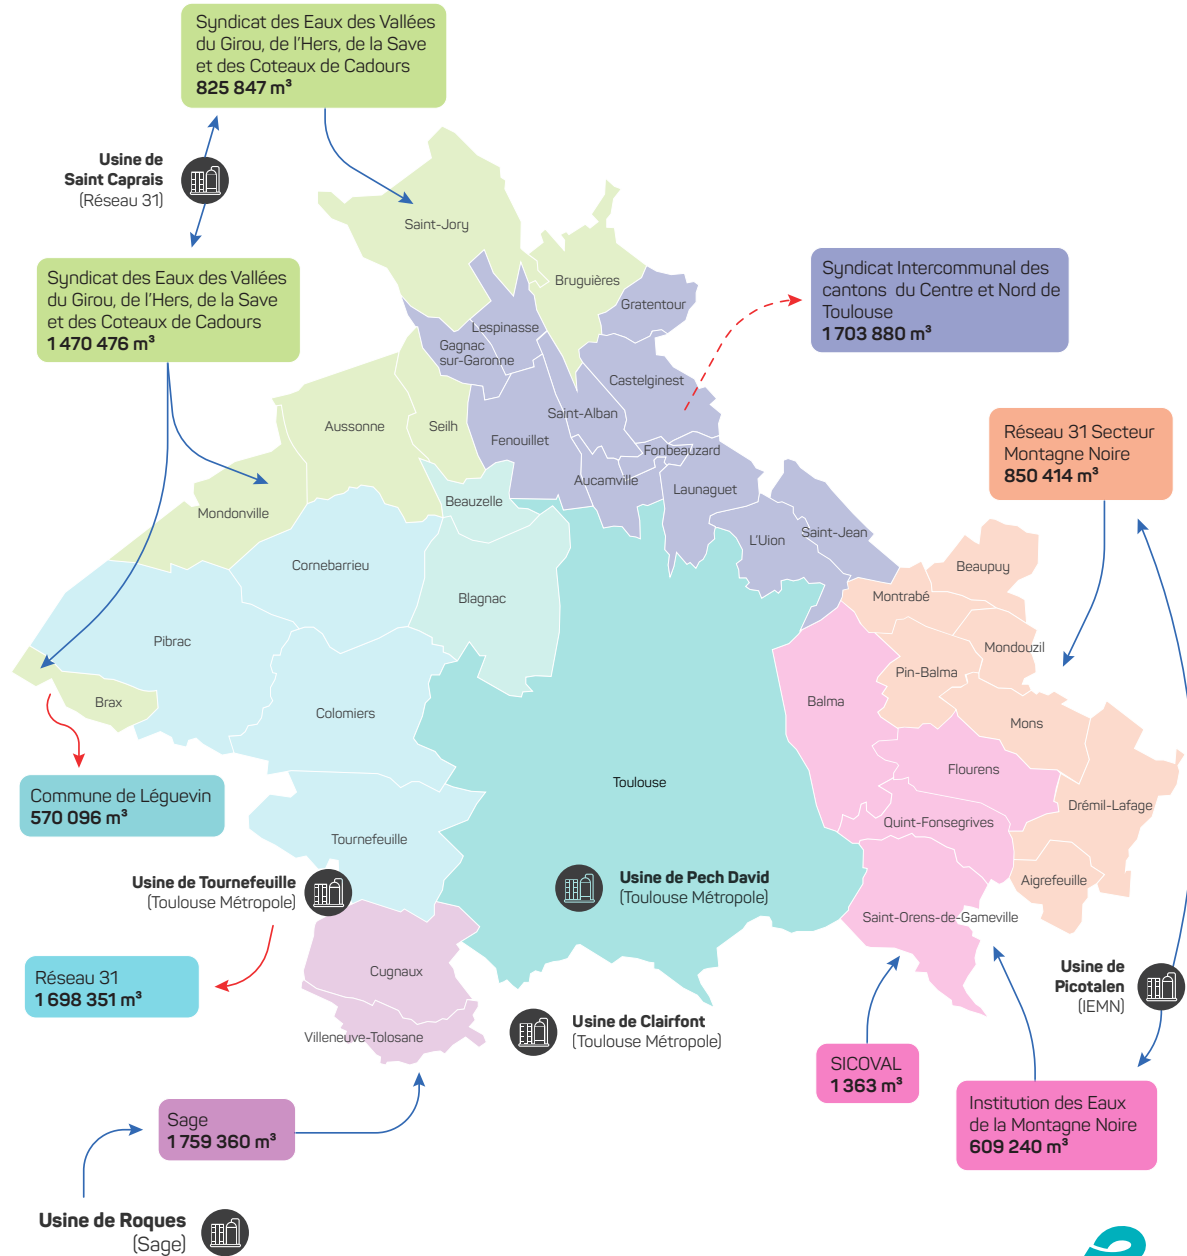 Syndicat des Eaux des Vallées
du Girou, de l'Hers, de la Save
et des Coteaux de Cadours
825 847 m³
Usine de
Saint Caprais
(Réseau 31)
Saint-Jory
Syndicat des Eaux des Vallées
du Girou, de l'Hers, de la Save
et des Coteaux de Cadours
1 470 476 m³
Syndicat Intercommunal des
cantons du Centre et Nord de
Toulouse
1 703 880 m³
Bruguières
Gratentour
Lespinasse
Gagnac
sur-Garonne
Castelginest
Saint-Alban
Aussonne
Seilh
Fenouillet
Fonbeauzard
Aucamville
Launaguet
Réseau 31 Secteur
Montagne Noire
850 414 m³
Beauzelle
Mondonville
L'Uion
Saint-Jean
Cornebarrieu
Beaupuy
Blagnac
Montrabé
Pibrac
Mondouzil
Pin-Balma
Brax
Colomiers
Balma
Mons
Flourens
Toulouse
Commune de Léguevin
570 096 m³
Drémil-Lafage
Quint-Fonsegrives
Tournefeuille
Usine de Tournefeuille
(Toulouse Métropole)
Usine de Pech David
(Toulouse Métropole)
Aigrefeuille
Saint-Orens-de-Gameville
Réseau 31
1 698 351 m³
Cugnaux
Usine de
Picotalen
(IEMN)
Usine de Clairfont
(Toulouse Métropole)
Villeneuve-Tolosane
SICOVAL
1 363 m³
Institution des Eaux
de la Montagne Noire
609 240 m³
Sage
1 759 360 m³
Usine de Roques
(Sage)